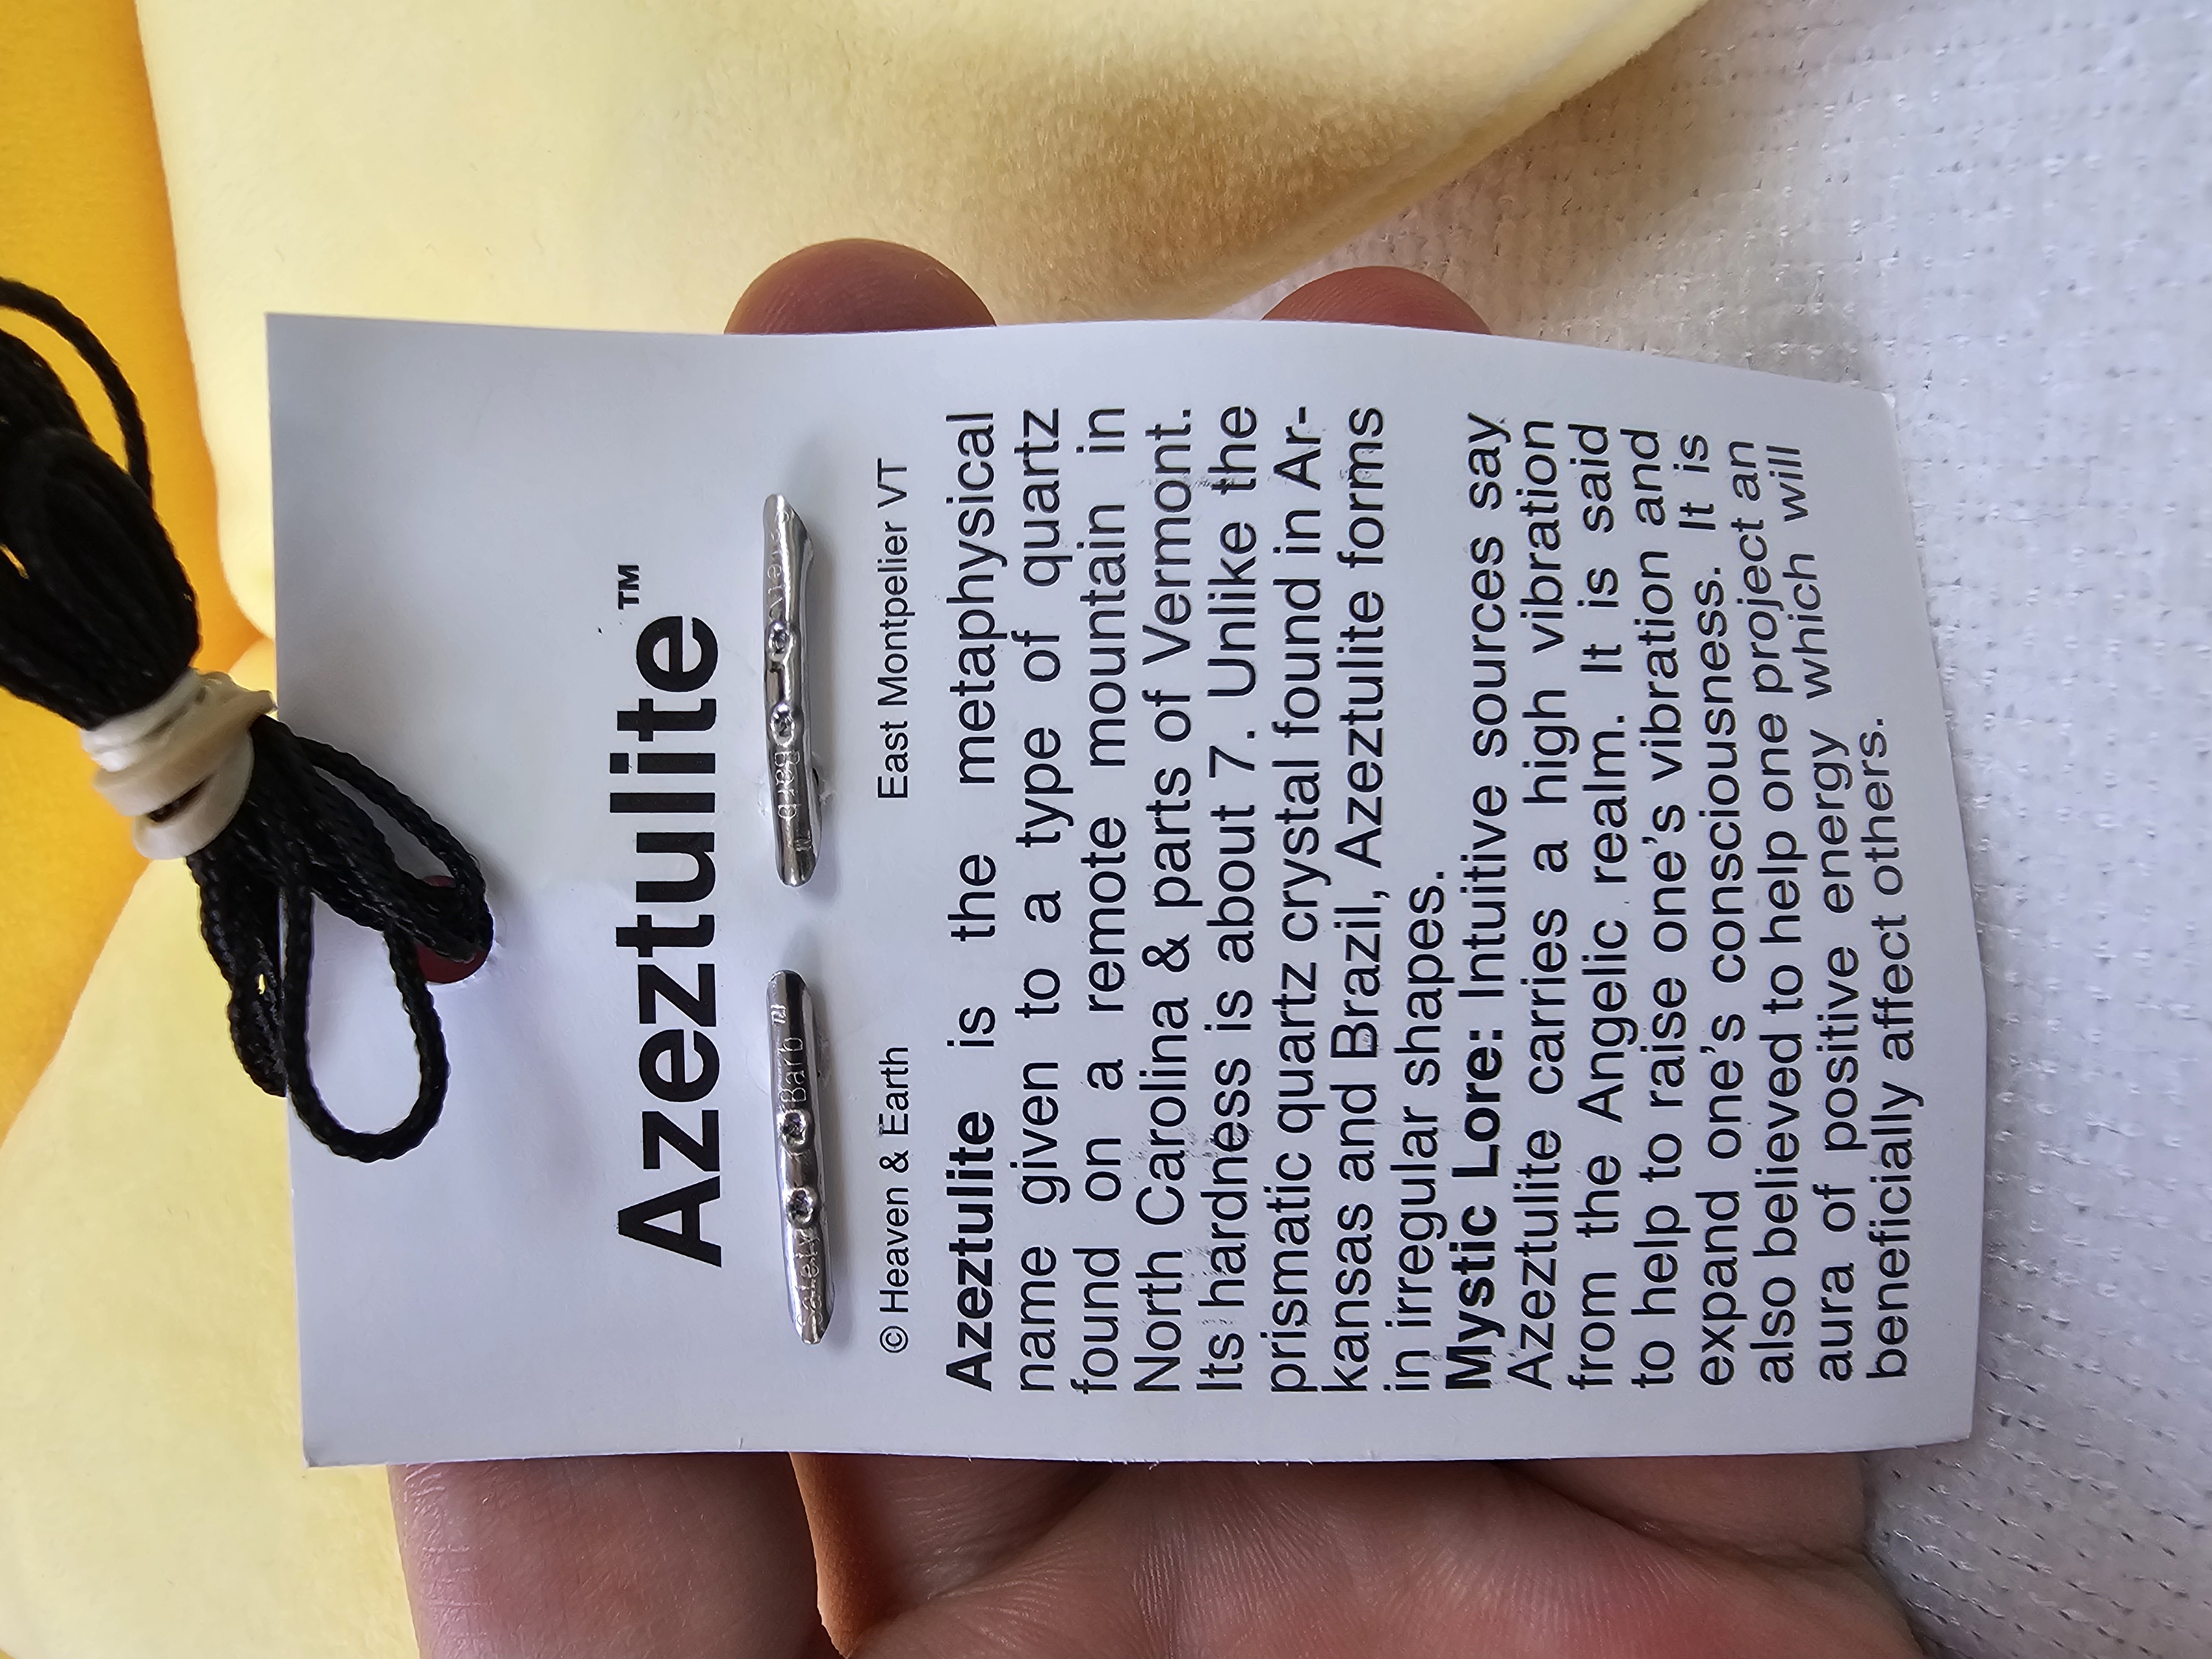 Azeztulite™
Safety Barb™
Barb
© Heaven & Earth East Montpelier VT
Azeztulite is the metaphysical
name given to a type of quartz
found on a remote mountain in
North Carolina & parts of Vermont.
Its hardness is about 7. Unlike the
prismatic quartz crystal found in Ar-
kansas and Brazil, Azeztulite forms
in irregular shapes.
Mystic Lore: Intuitive sources say
Azeztulite carries a high vibration
from the Angelic realm. It is said
to help to raise one's vibration and
expand one's consciousness. It is
also believed to help one project an
aura of positive energy which will
beneficially affect others.